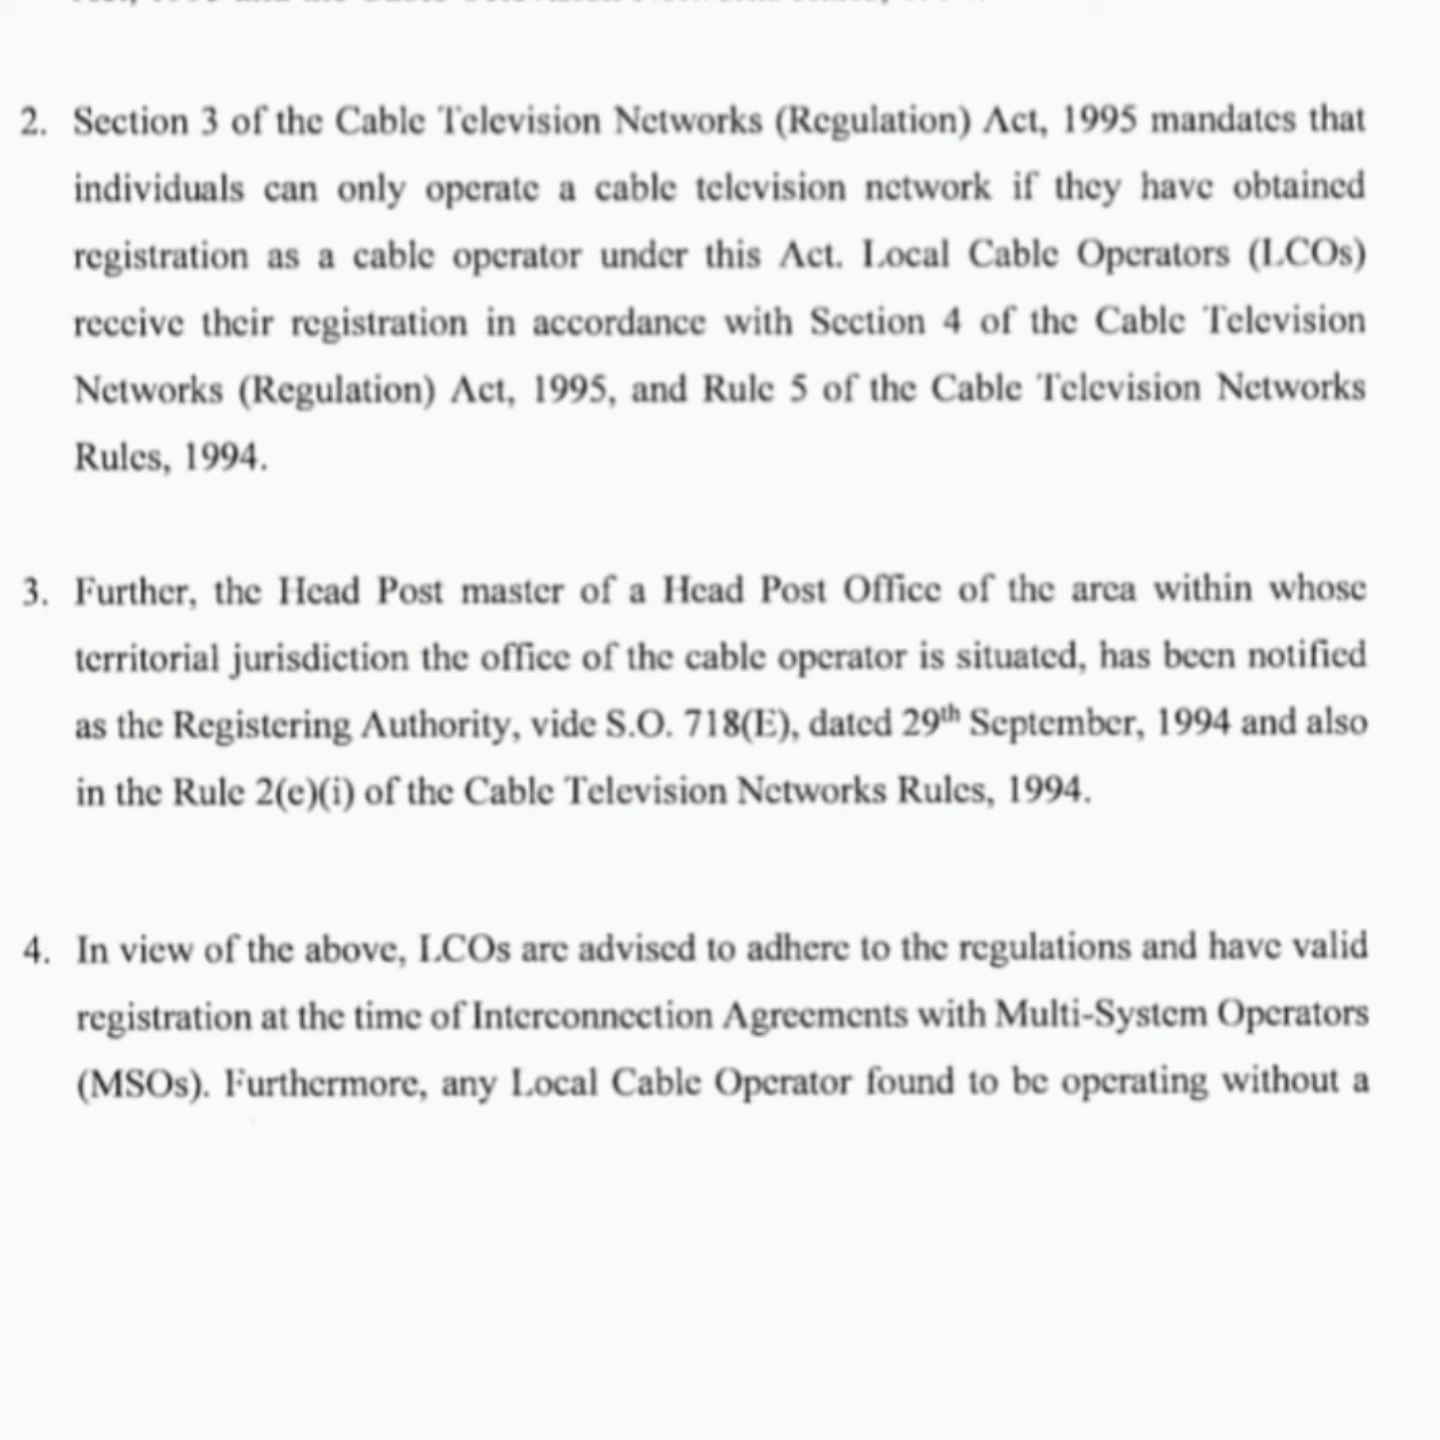 2. Section 3 of the Cable Television Networks (Regulation) Act, 1995 mandates that
individuals can only operate a cable television network if they have obtained
registration as a cable operator under this Act. Local Cable Operators (LCOs)
receive their registration in accordance with Section 4 of the Cable Television
Networks (Regulation) Act, 1995, and Rule 5 of the Cable Television Networks
Rules, 1994.
3. Further, the Head Post master of a Head Post Office of the area within whose
territorial jurisdiction the office of the cable operator is situated, has been notified
as the Registering Authority, vide S.O. 718(E), dated 29th September, 1994 and also
in the Rule 2(e)(i) of the Cable Television Networks Rules, 1994.
4. In view of the above, LCOs are advised to adhere to the regulations and have valid
registration at the time of Interconnection Agreements with Multi-System Operators
(MSOs). Furthermore, any Local Cable Operator found to be operating without a